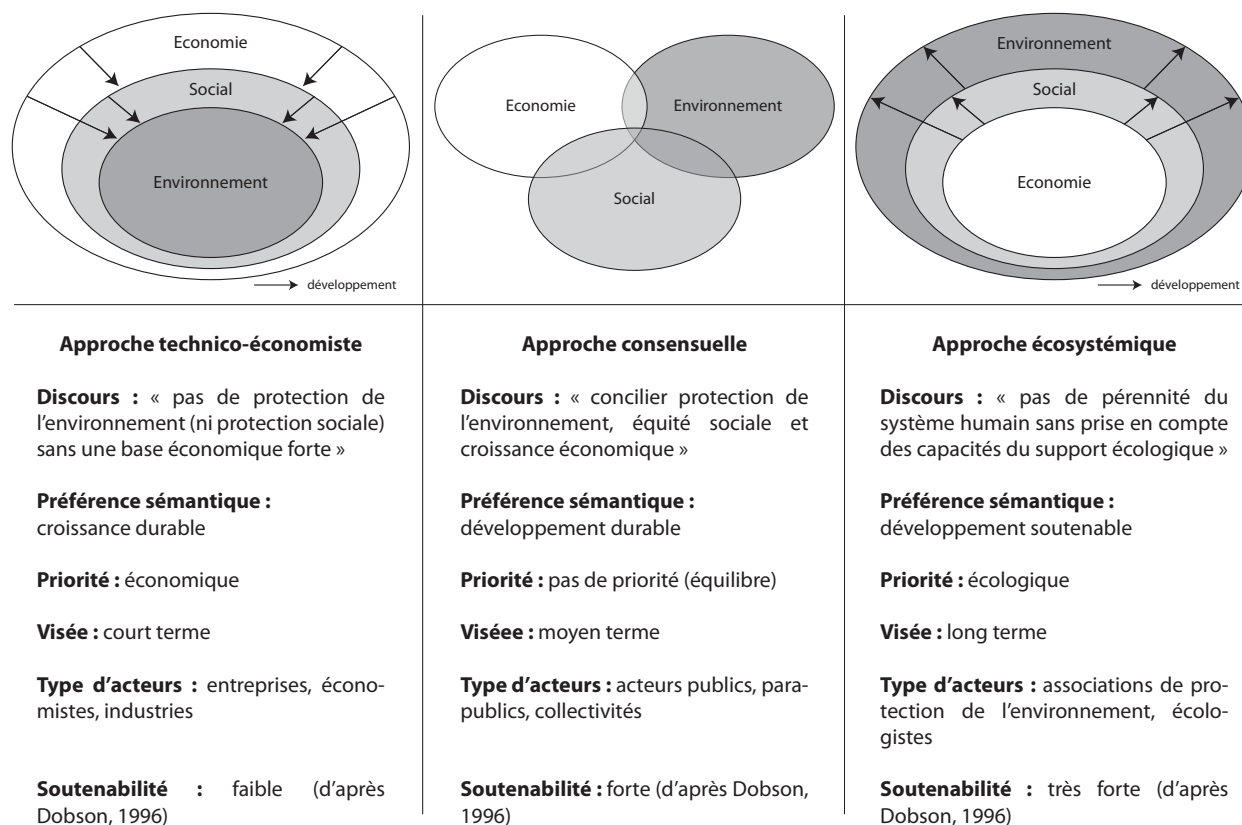 Economie
Social
Environnement
développement
Economie
Environnement
Social
Environnement
Social
Economie
développement
Approche technico-économiste
Discours : « pas de protection de
l’environnement (ni protection sociale)
sans une base économique forte »
Préférence sémantique :
croissance durable
Priorité : économique
Visée : court terme
Type d’acteurs : entreprises, écono-
mistes, industries
Soutenabilité : faible (d’après
Dobson, 1996)
Approche consensuelle
Discours : « concilier protection de
l’environnement, équité sociale et
croissance économique »
Préférence sémantique :
développement durable
Priorité : pas de priorité (équilibre)
Viséee : moyen terme
Type d’acteurs : acteurs publics, para-
publics, collectivités
Soutenabilité : forte (d’après Dobson,
1996)
Approche écosystémique
Discours : « pas de pérennité du
système humain sans prise en compte
des capacités du support écologique »
Préférence sémantique :
développement soutenable
Priorité : écologique
Visée : long terme
Type d’acteurs : associations de pro-
tection de l’environnement, écolo-
gistes
Soutenabilité : très forte (d’après
Dobson, 1996)